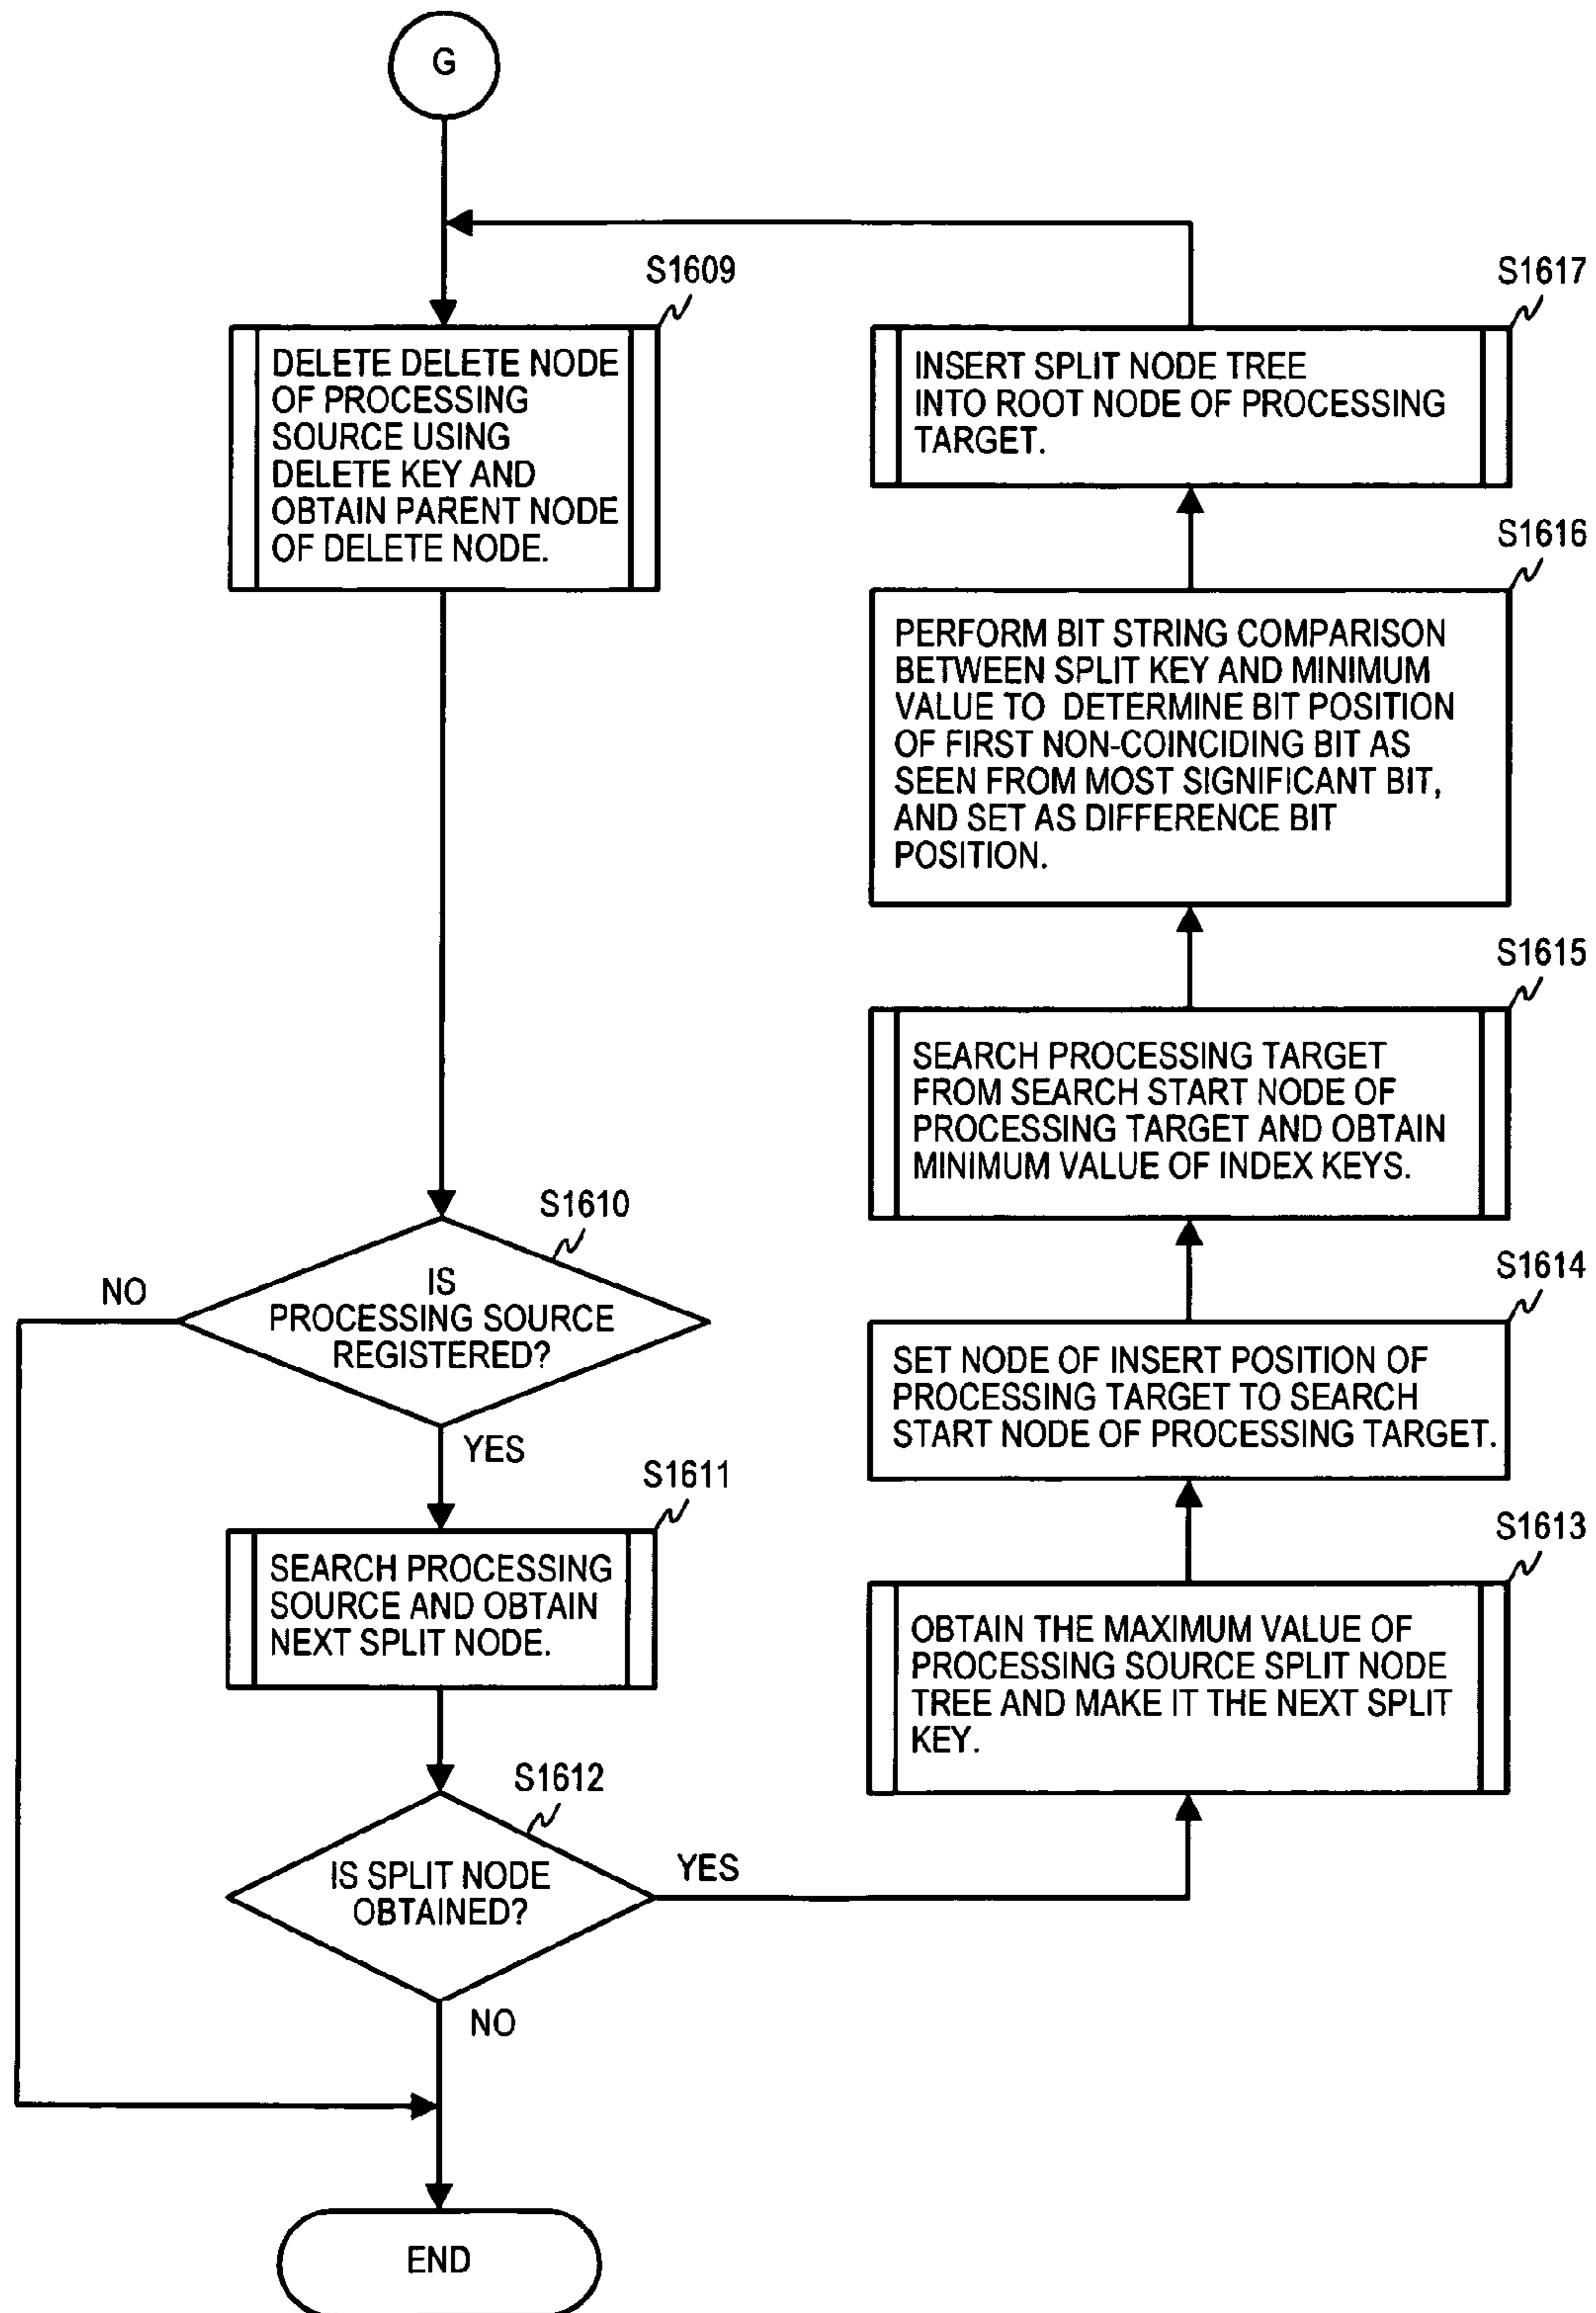 G
S1609
DELETE DELETE NODE
OF PROCESSING
SOURCE USING
DELETE KEY AND
OBTAIN PARENT NODE
OF DELETE NODE.
S1610
NO
IS
PROCESSING SOURCE
REGISTERED?
YES
S1611
SEARCH PROCESSING
SOURCE AND OBTAIN
NEXT SPLIT NODE.
S1612
IS SPLIT NODE
OBTAINED?
YES
NO
END
S1617
INSERT SPLIT NODE TREE
INTO ROOT NODE OF PROCESSING
TARGET.
S1616
PERFORM BIT STRING COMPARISON
BETWEEN SPLIT KEY AND MINIMUM
VALUE TO DETERMINE BIT POSITION
OF FIRST NON-COINCIDING BIT AS
SEEN FROM MOST SIGNIFICANT BIT,
AND SET AS DIFFERENCE BIT
POSITION.
S1615
SEARCH PROCESSING TARGET
FROM SEARCH START NODE OF
PROCESSING TARGET AND OBTAIN
MINIMUM VALUE OF INDEX KEYS.
S1614
SET NODE OF INSERT POSITION OF
PROCESSING TARGET TO SEARCH
START NODE OF PROCESSING TARGET.
S1613
OBTAIN THE MAXIMUM VALUE OF
PROCESSING SOURCE SPLIT NODE
TREE AND MAKE IT THE NEXT SPLIT
KEY.